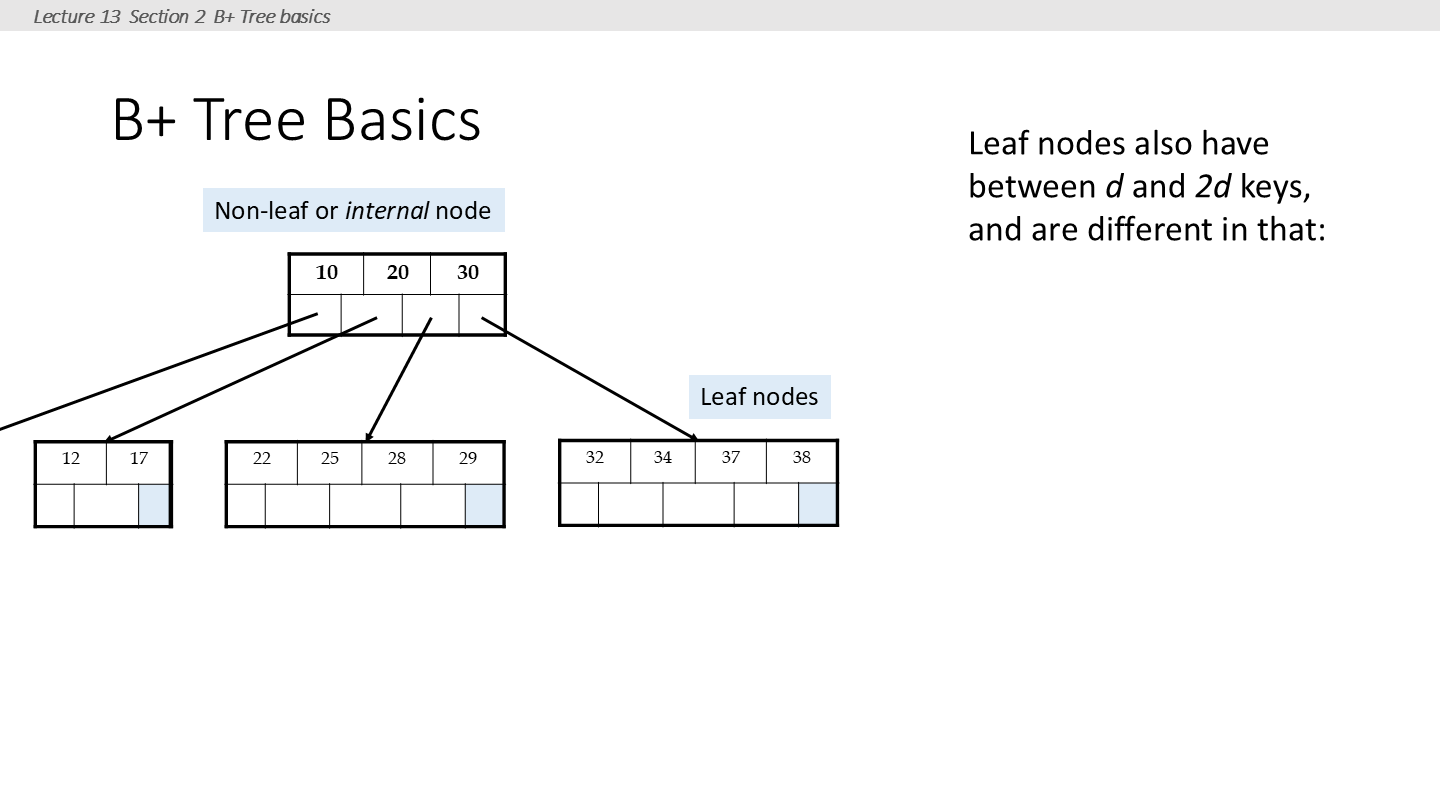 Lecture 13 Section 2 B+ Tree basics
B+ Tree Basics
Leaf nodes also have
between d and 2d keys,
and are different in that:
Non-leaf or internal node
10 20 30
Leaf nodes
12 17
22 25 28 29
32 34 37 38